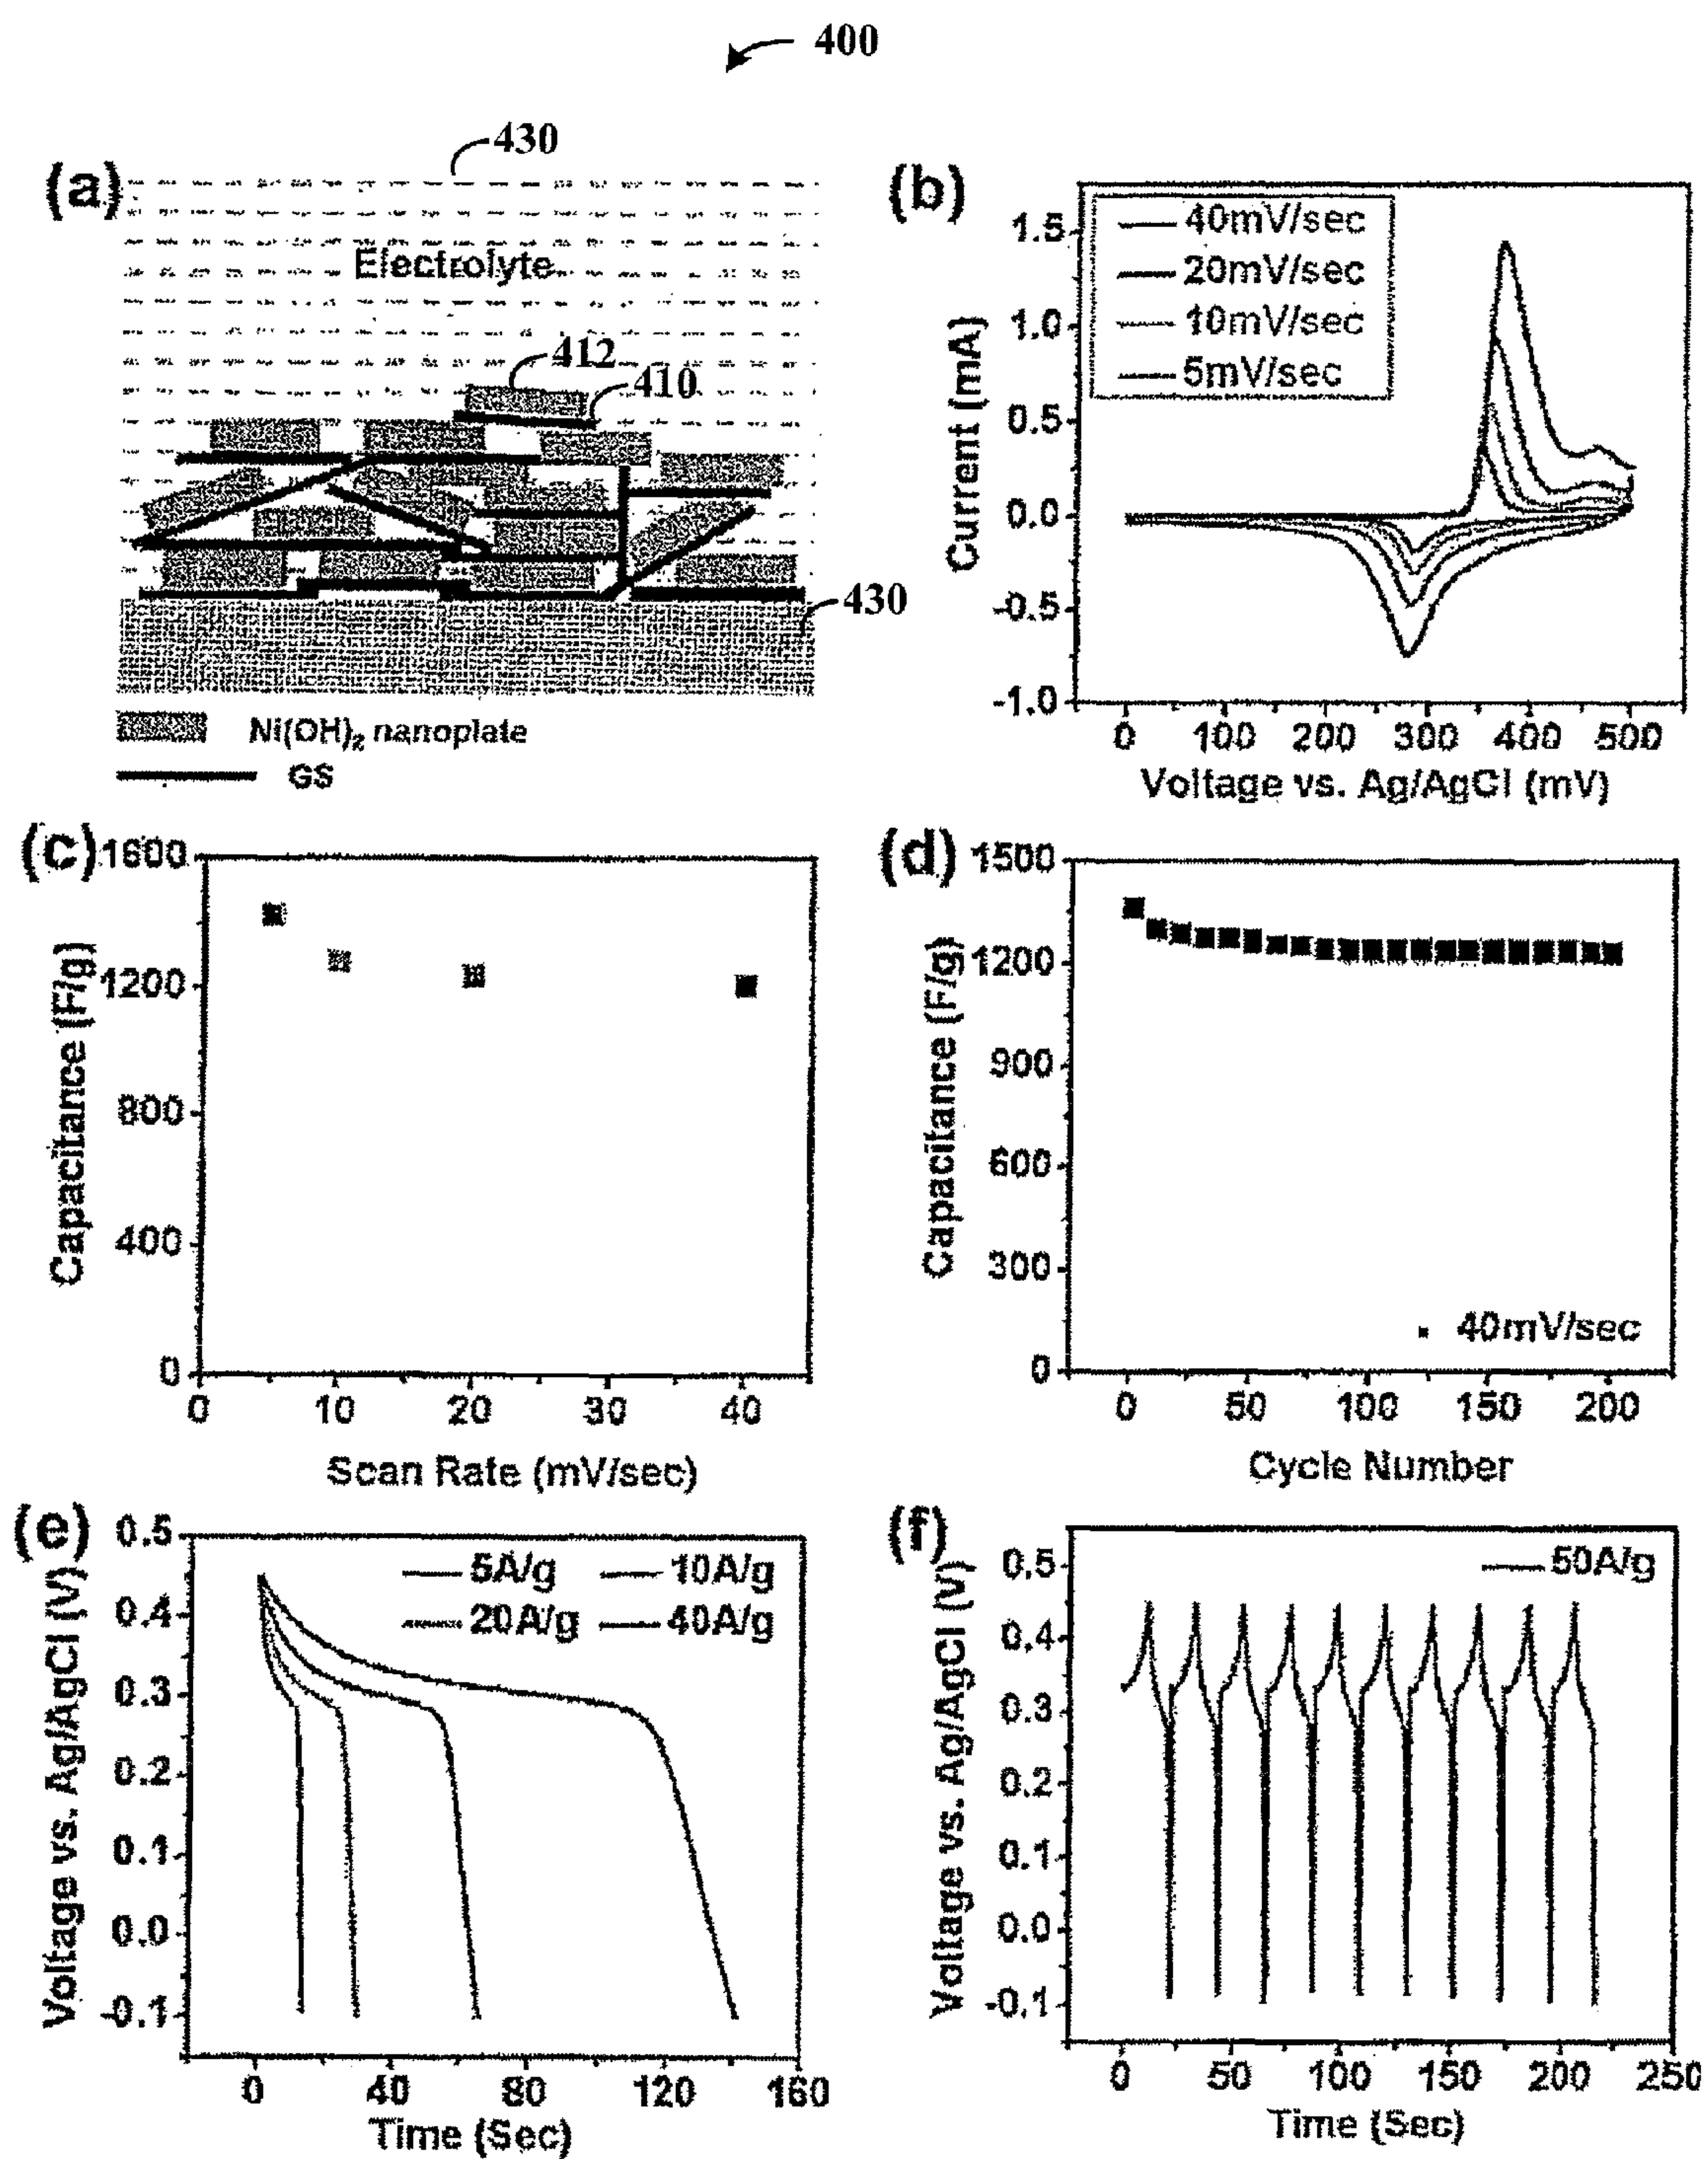 400
430
(a)
Electrolyte
412
410
430
Ni(OH)₂ nanoplate
GS
(b)
40mV/sec
20mV/sec
10mV/sec
5mV/sec
1.5
1.0
0.5
0.0
-0.5
-1.0
Current (mA)
0 100 200 300 400 500
Voltage vs. Ag/AgCl (mV)
(c)
1600
1200
800
400
0
Capacitance (F/g)
0 10 20 30 40
Scan Rate (mV/sec)
(d)
1500
1200
900
600
300
0
Capacitance (F/g)
40mV/sec
0 50 100 150 200
Cycle Number
(e)
0.5
0.4
0.3
0.2
0.1
0.0
-0.1
Voltage vs. Ag/AgCl (V)
5A/g 10A/g
20A/g 40A/g
0 40 80 120 160
Time (Sec)
(f)
50A/g
0.5
0.4
0.3
0.2
0.1
0.0
-0.1
Voltage vs. Ag/AgCl (V)
0 50 100 150 200 250
Time (Sec)